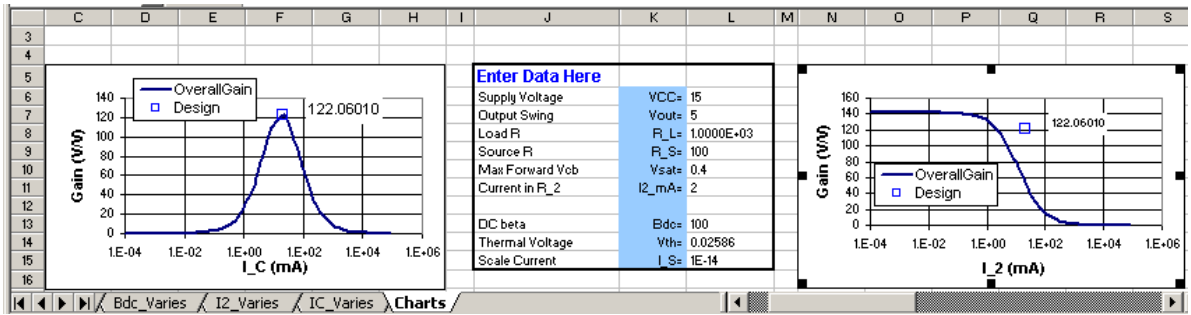 C D E F G H I J K L M N O P Q R S
3
4
5 Enter Data Here
6 Supply Voltage VCC= 15
7 Output Swing Vout= 5
8 Load R R_L= 1.0000E+03
9 Source R R_S= 100
10 Max Forward Vcb Vsat= 0.4
11 Current in R_2 I2_mA= 2
12
13 DC beta Bdc= 100
14 Thermal Voltage Vth= 0.02586
15 Scale Current I_S= 1E-14
16
OverallGain
Design
122.06010
Gain (V/V)
140
120
100
80
60
40
20
0
1.E-04 1.E-02 1.E+00 1.E+02 1.E+04 1.E+06
I_C (mA)
122.06010
OverallGain
Design
Gain (V/V)
160
140
120
100
80
60
40
20
0
1.E-04 1.E-02 1.E+00 1.E+02 1.E+04 1.E+06
I_2 (mA)
Bdc_Varies I2_Varies IC_Varies Charts